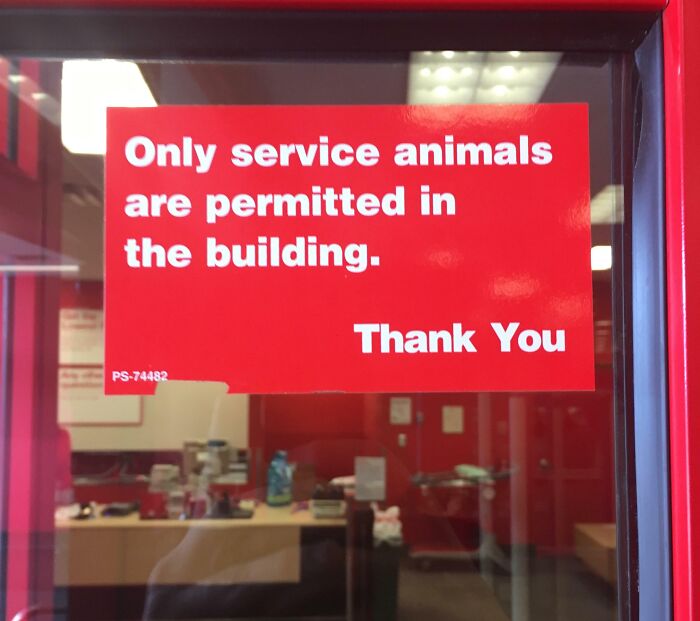 Only service animals
are permitted in
the building.
Thank You
PS-74482